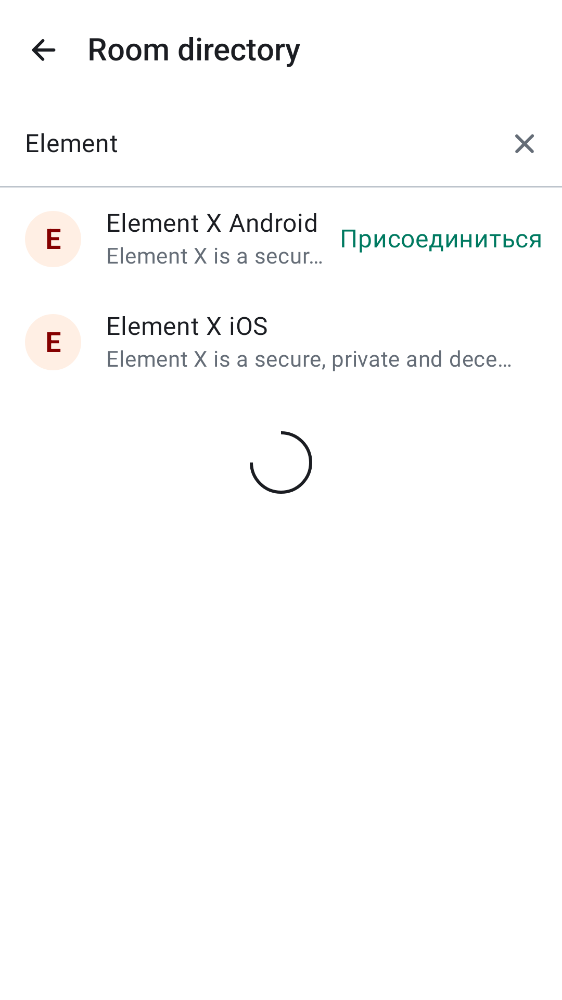 Room directory
Element
E
Element X Android
Присоединиться
Element X is a secur...
E
Element X iOS
Element X is a secure, private and dece...